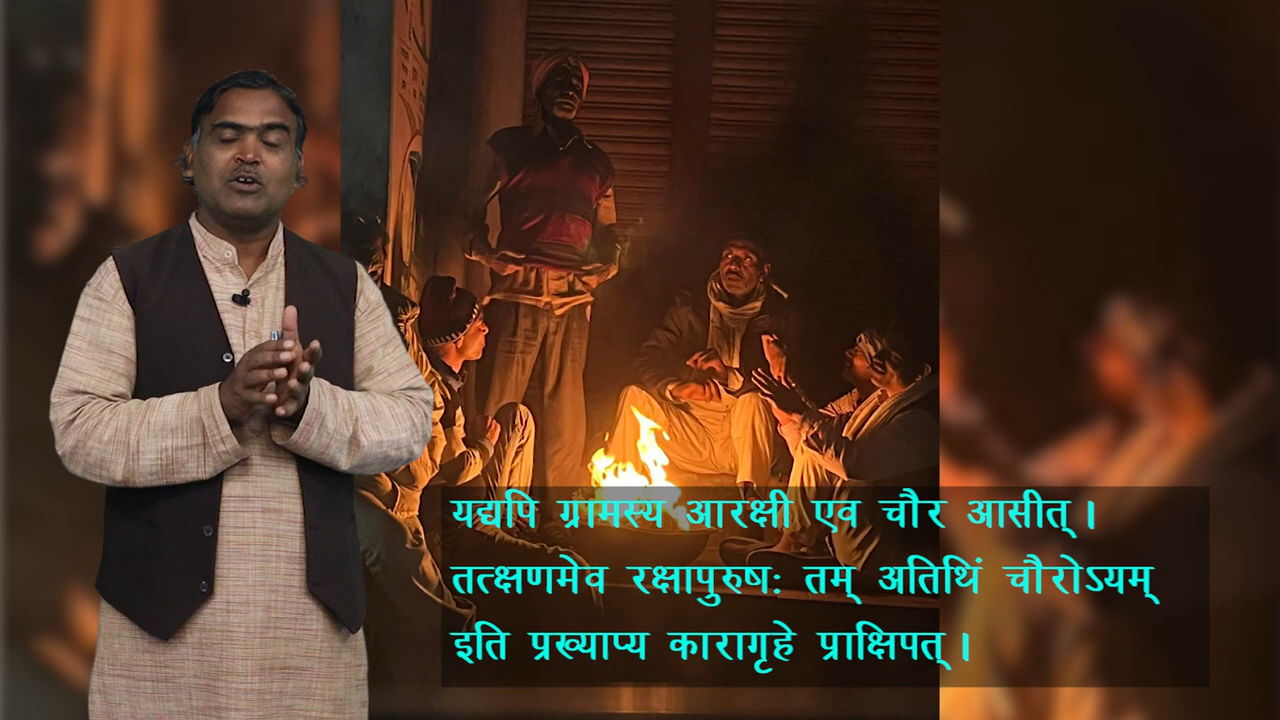 यद्यपि ग्रामस्य आरक्षी एव चौर आसीत्।
तत्क्षणमेव रक्षापुरुषः तम् अतिथिं चौरोऽयम्
इति प्रख्याप्य कारागृहे प्राक्षिपत्।